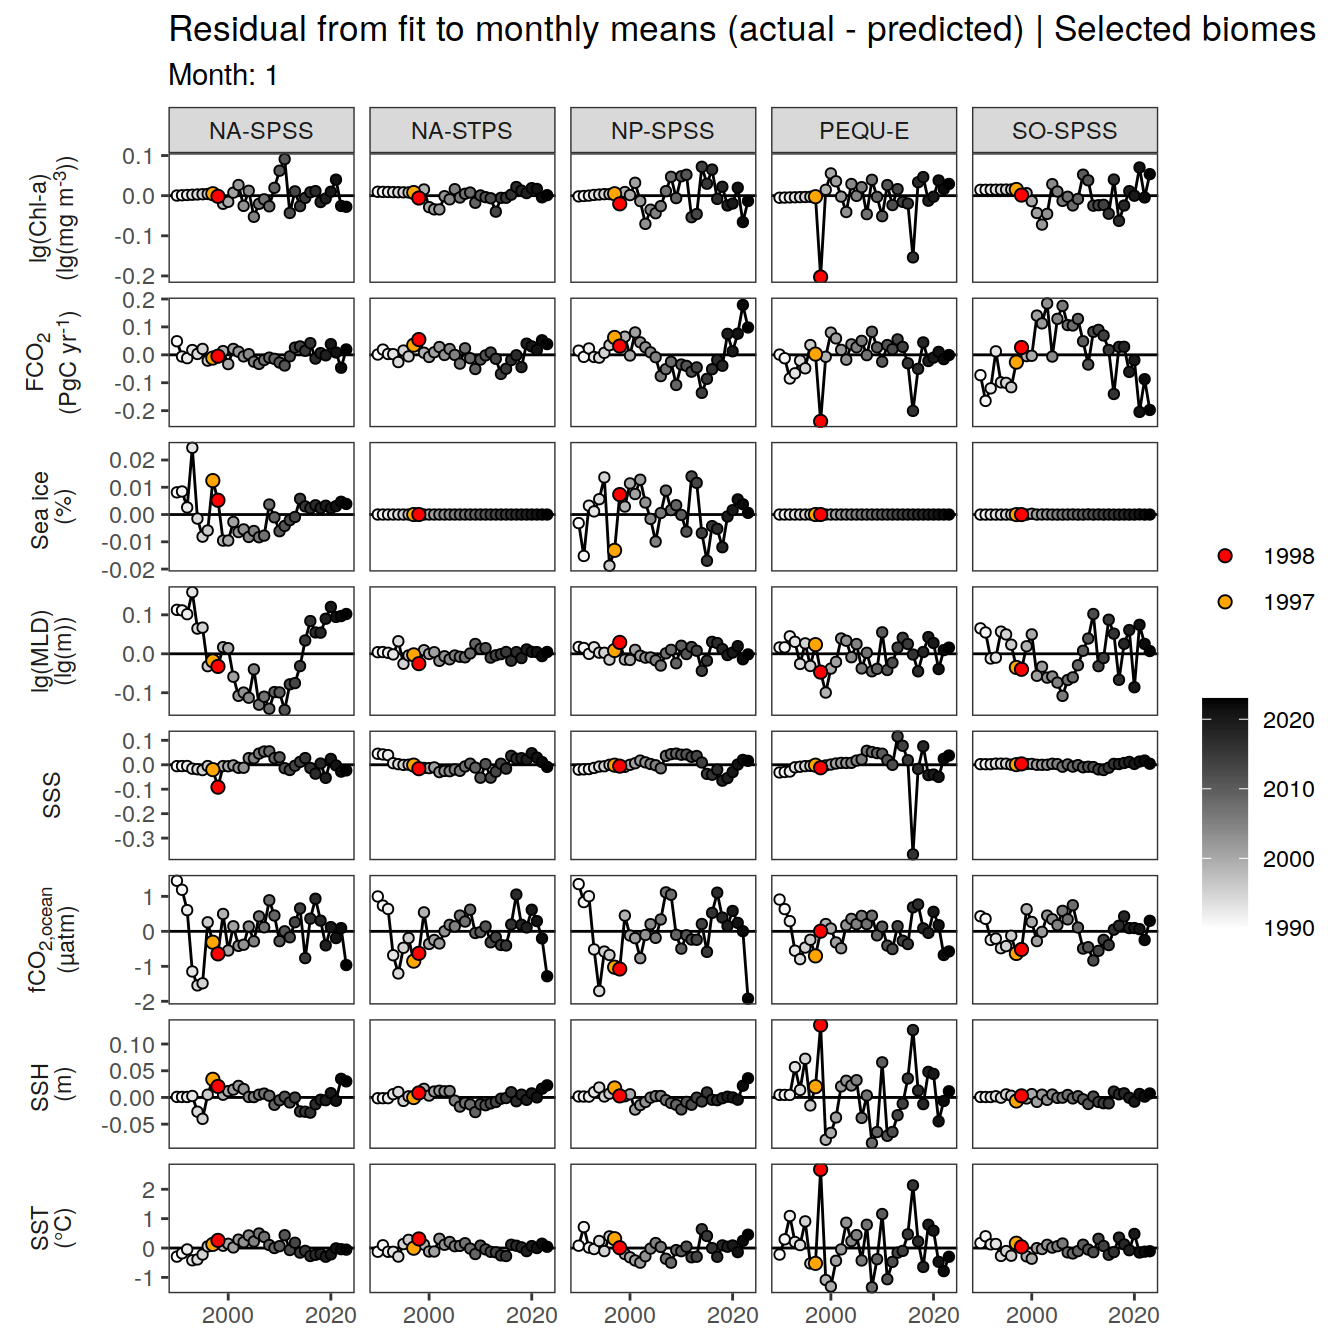 Residual from fit to monthly means (actual - predicted) | Selected biomes
Month: 1
NA-SPSS NA-STPS NP-SPSS PEQU-E SO-SPSS
lg(Chl-a)
(lg(mg m⁻³))
0.1
0.0
-0.1
-0.2
FCO₂
(PgC yr⁻¹)
0.2
0.1
0.0
-0.1
-0.2
Sea ice
(%)
0.02
0.01
0.00
-0.01
-0.02
lg(MLD)
(lg(m))
0.1
0.0
-0.1
SSS
0.1
0.0
-0.1
-0.2
-0.3
fCO₂,ocean
(µatm)
1
0
-1
-2
SSH
(m)
0.10
0.05
0.00
-0.05
SST
(°C)
2
1
0
-1
2000 2020 2000 2020 2000 2020 2000 2020 2000 2020
1998
1997
2020
2010
2000
1990